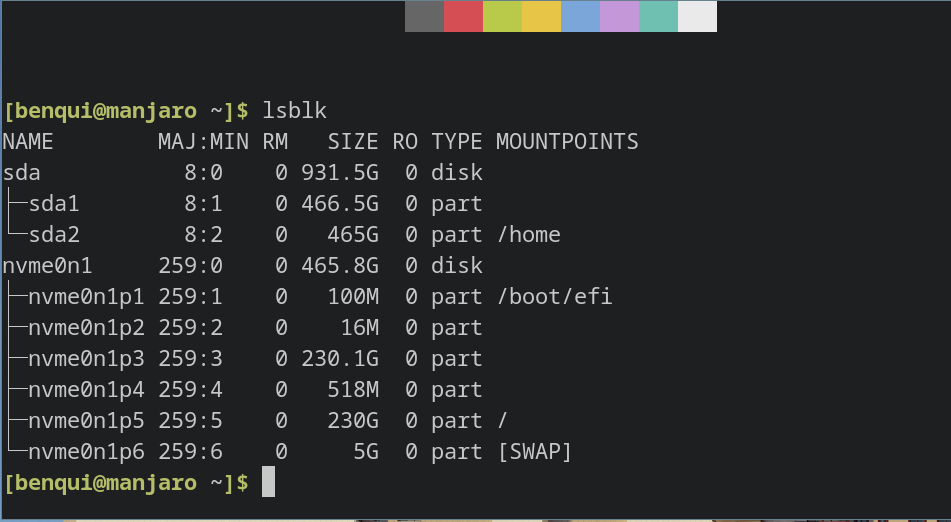 [benqui@manjaro ~]$ lsblk
NAME        MAJ:MIN RM   SIZE RO TYPE MOUNTPOINTS
sda           8:0    0 931.5G  0 disk
├─sda1        8:1    0 466.5G  0 part
└─sda2        8:2    0   465G  0 part /home
nvme0n1     259:0    0 465.8G  0 disk
├─nvme0n1p1 259:1    0   100M  0 part /boot/efi
├─nvme0n1p2 259:2    0    16M  0 part
├─nvme0n1p3 259:3    0 230.1G  0 part
├─nvme0n1p4 259:4    0   518M  0 part
├─nvme0n1p5 259:5    0   230G  0 part /
└─nvme0n1p6 259:6    0     5G  0 part [SWAP]
[benqui@manjaro ~]$